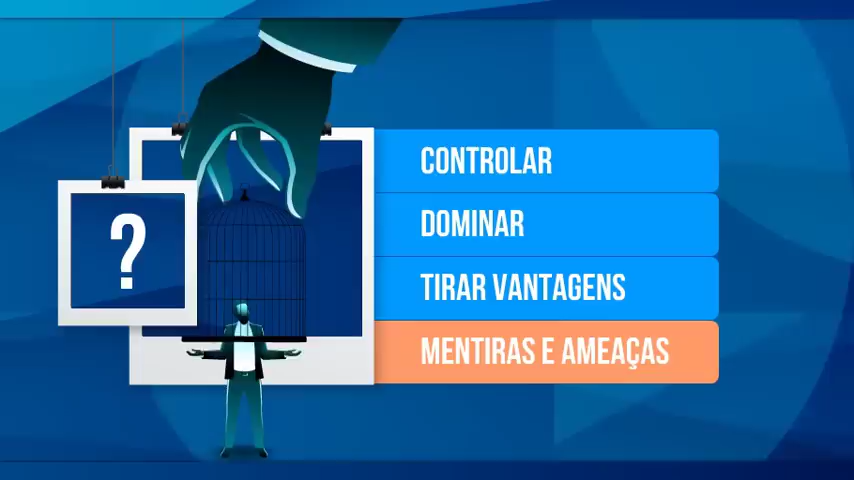 ?
CONTROLAR
DOMINAR
TIRAR VANTAGENS
MENTIRAS E AMEAÇAS